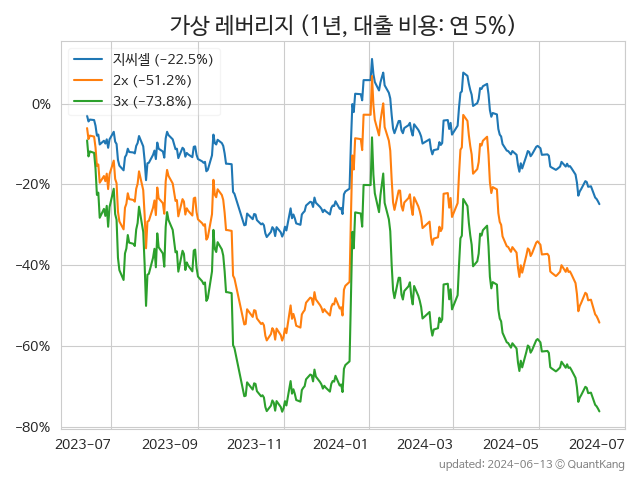 가상 레버리지 (1년, 대출 비용: 연 5%)
지씨셀 (−22.5%)
2x (−51.2%)
3x (−73.8%)
0%
−20%
−40%
−60%
−80%
2023-07 2023-09 2023-11 2024-01 2024-03 2024-05 2024-07
updated: 2024-06-13 © QuantKang